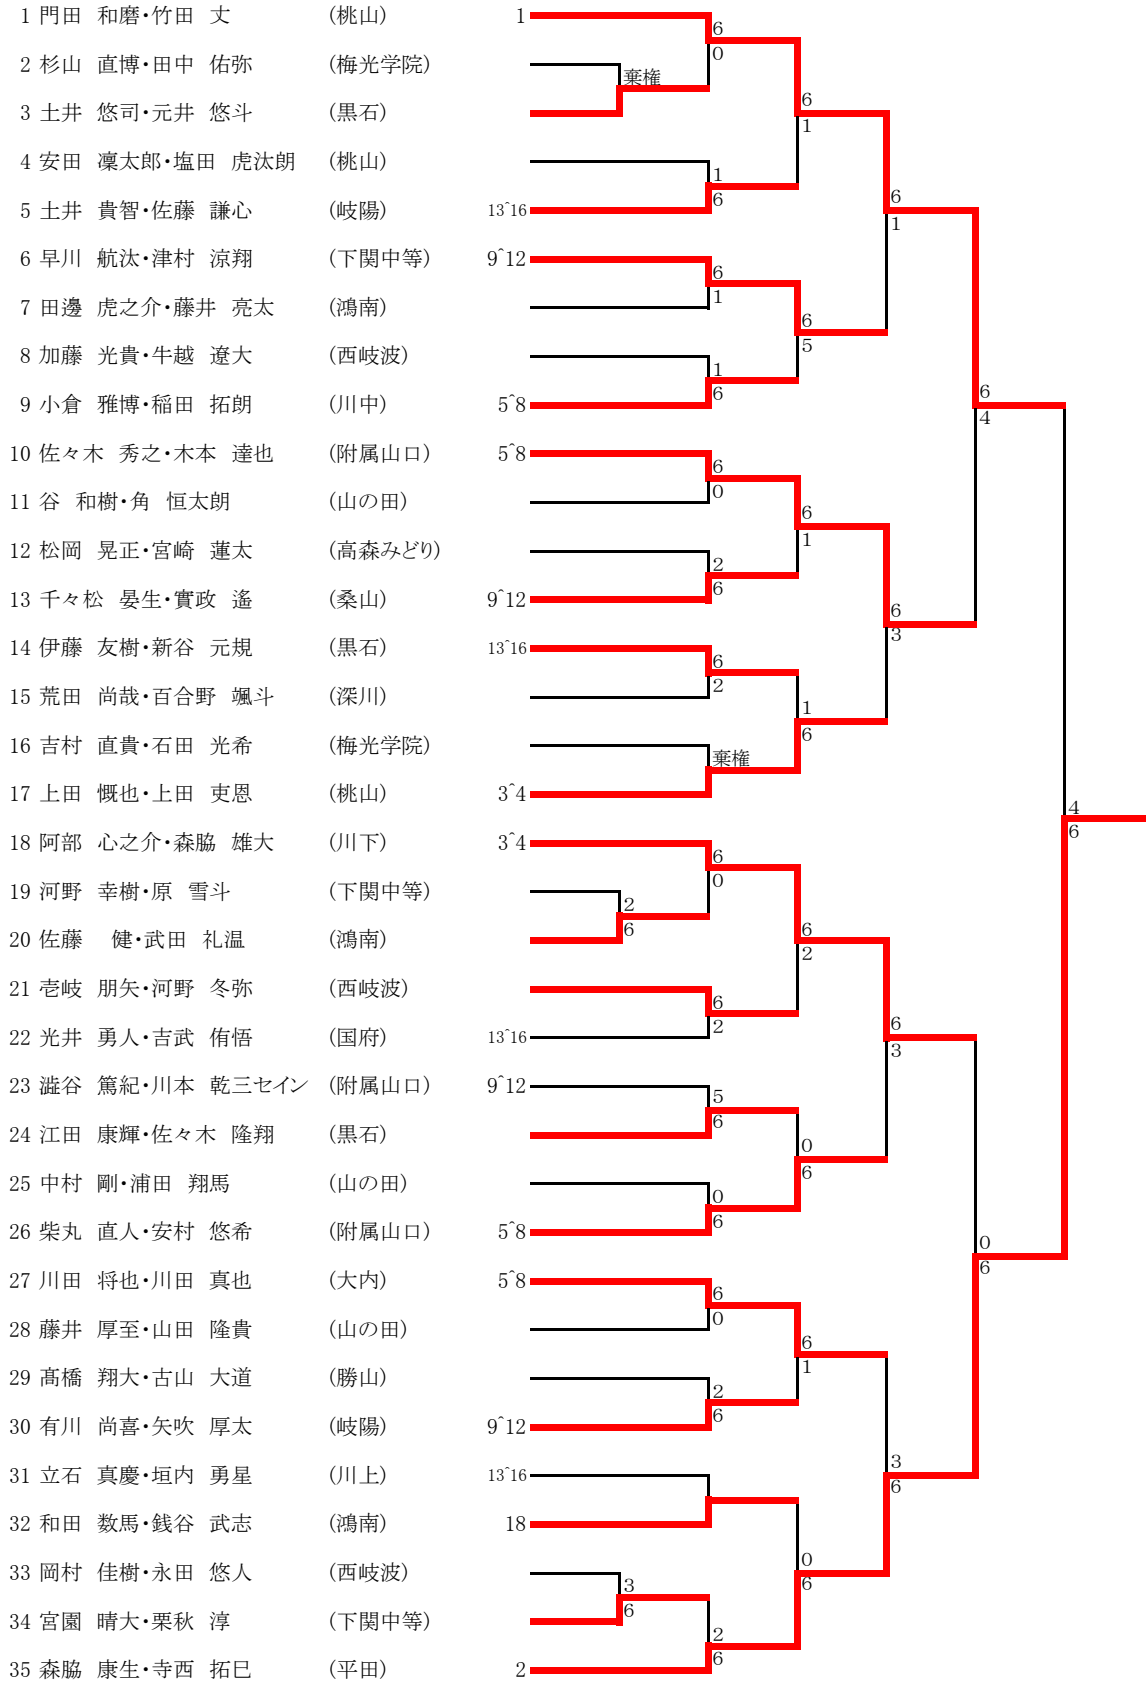 1 門田 和磨・竹田 丈 (桃山) 1
2 杉山 直博・田中 佑弥 (梅光学院)
3 土井 悠司・元井 悠斗 (黒石)
4 安田 凜太郎・塩田 虎汰朗 (桃山)
5 土井 貴智・佐藤 謙心 (岐陽) 13~16
6 早川 航汰・津村 涼翔 (下関中等) 9~12
7 田邊 虎之介・藤井 亮太 (鴻南)
8 加藤 光貴・牛越 遼大 (西岐波)
9 小倉 雅博・稲田 拓朗 (川中) 5~8
10 佐々木 秀之・木本 達也 (附属山口) 5~8
11 谷 和樹・角 恒太朗 (山の田)
12 松岡 晃正・宮崎 蓮太 (高森みどり)
13 千々松 晏生・實政 遙 (桑山) 9~12
14 伊藤 友樹・新谷 元規 (黒石) 13~16
15 荒田 尚哉・百合野 颯斗 (深川)
16 吉村 直貴・石田 光希 (梅光学院)
17 上田 慨也・上田 吏恩 (桃山) 3~4
18 阿部 心之介・森脇 雄大 (川下) 3~4
19 河野 幸樹・原 雪斗 (下関中等)
20 佐藤 健・武田 礼温 (鴻南)
21 壱岐 朋矢・河野 冬弥 (西岐波)
22 光井 勇人・吉武 侑悟 (国府) 13~16
23 澁谷 篤紀・川本 乾三セイン (附属山口) 9~12
24 江田 康輝・佐々木 隆翔 (黒石)
25 中村 剛・浦田 翔馬 (山の田)
26 柴丸 直人・安村 悠希 (附属山口) 5~8
27 川田 将也・川田 真也 (大内) 5~8
28 藤井 厚至・山田 隆貴 (山の田)
29 髙橋 翔大・古山 大道 (勝山)
30 有川 尚喜・矢吹 厚太 (岐陽) 9~12
31 立石 真慶・垣内 勇星 (川上) 13~16
32 和田 数馬・銭谷 武志 (鴻南) 18
33 岡村 佳樹・永田 悠人 (西岐波)
34 宮園 晴大・栗秋 淳 (下関中等)
35 森脇 康生・寺西 拓巳 (平田) 2
棄権
2
6
3
6
6
0
1
6
6
1
1
6
6
0
2
6
6
2
棄権
6
0
6
2
5
6
0
6
6
0
2
6
2
6
6
1
6
5
6
1
1
6
6
2
0
6
6
1
0
6
6
1
6
3
6
3
3
6
6
4
0
6
4
6